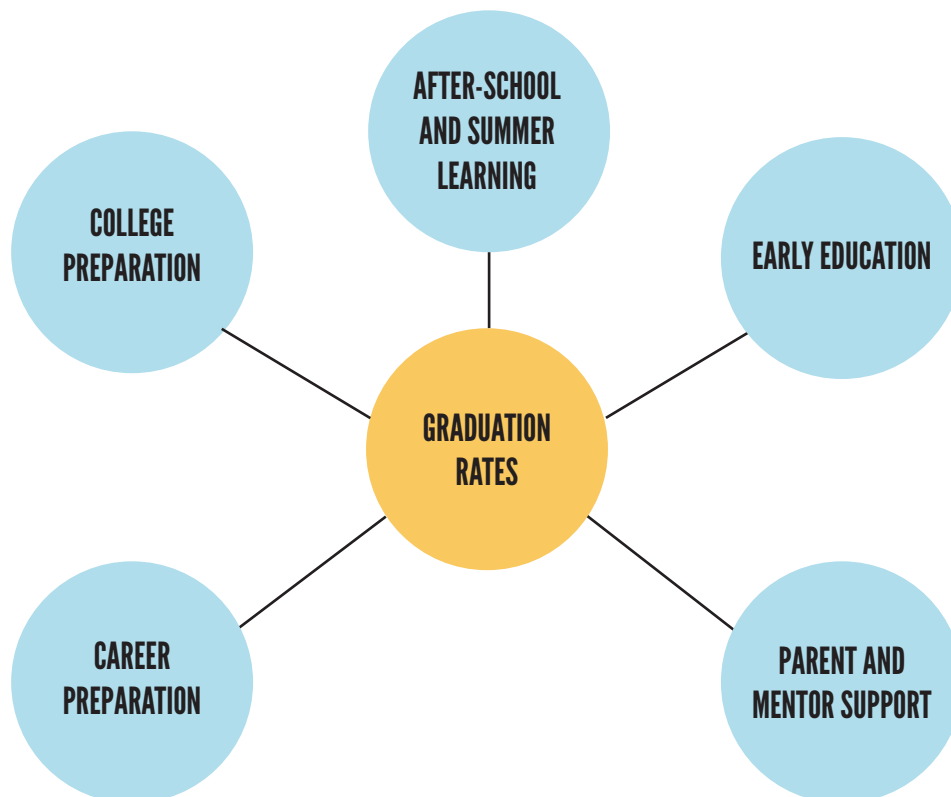 AFTER-SCHOOL
AND SUMMER
LEARNING
COLLEGE
PREPARATION
EARLY EDUCATION
GRADUATION
RATES
CAREER
PREPARATION
PARENT AND
MENTOR SUPPORT